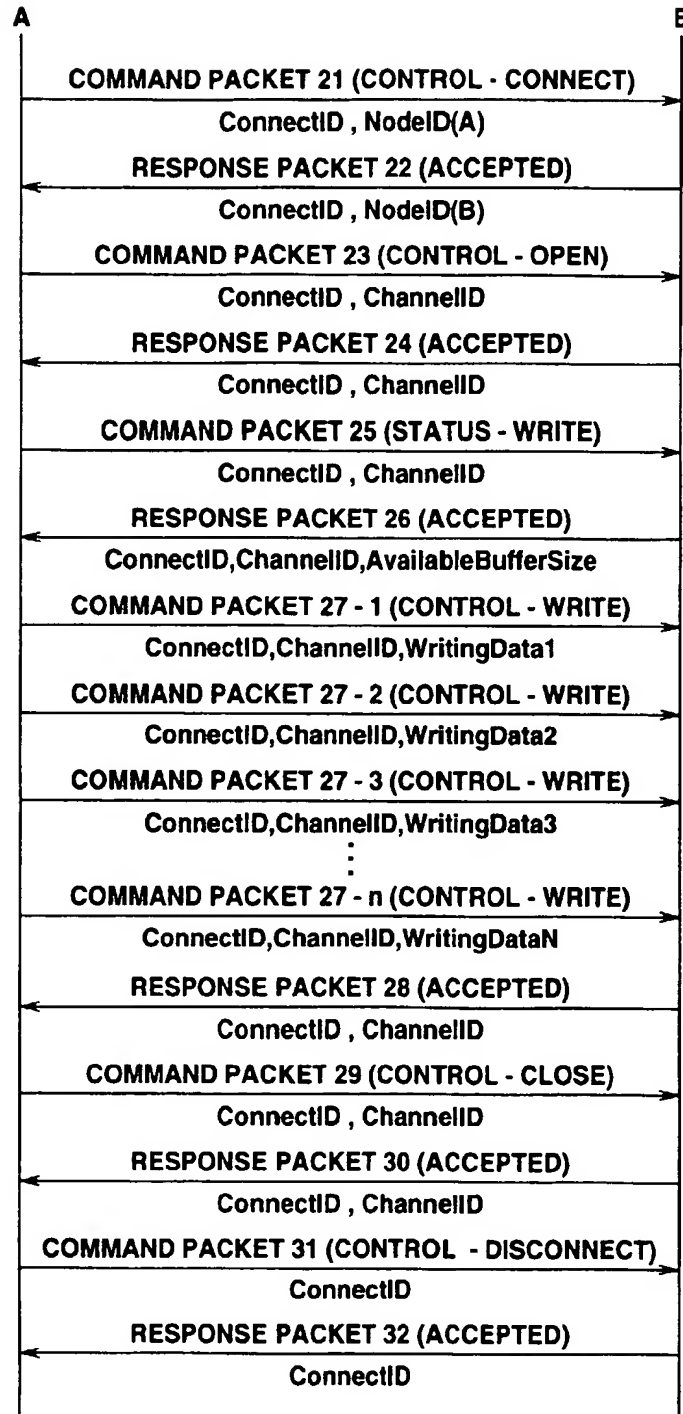 A B
COMMAND PACKET 21 (CONTROL - CONNECT)
ConnectID , NodeID(A)
RESPONSE PACKET 22 (ACCEPTED)
ConnectID , NodeID(B)
COMMAND PACKET 23 (CONTROL - OPEN)
ConnectID , ChannelID
RESPONSE PACKET 24 (ACCEPTED)
ConnectID , ChannelID
COMMAND PACKET 25 (STATUS - WRITE)
ConnectID , ChannelID
RESPONSE PACKET 26 (ACCEPTED)
ConnectID,ChannelID,AvailableBufferSize
COMMAND PACKET 27 - 1 (CONTROL - WRITE)
ConnectID,ChannelID,WritingData1
COMMAND PACKET 27 - 2 (CONTROL - WRITE)
ConnectID,ChannelID,WritingData2
COMMAND PACKET 27 - 3 (CONTROL - WRITE)
ConnectID,ChannelID,WritingData3
COMMAND PACKET 27 - n (CONTROL - WRITE)
ConnectID,ChannelID,WritingDataN
RESPONSE PACKET 28 (ACCEPTED)
ConnectID , ChannelID
COMMAND PACKET 29 (CONTROL - CLOSE)
ConnectID , ChannelID
RESPONSE PACKET 30 (ACCEPTED)
ConnectID , ChannelID
COMMAND PACKET 31 (CONTROL - DISCONNECT)
ConnectID
RESPONSE PACKET 32 (ACCEPTED)
ConnectID